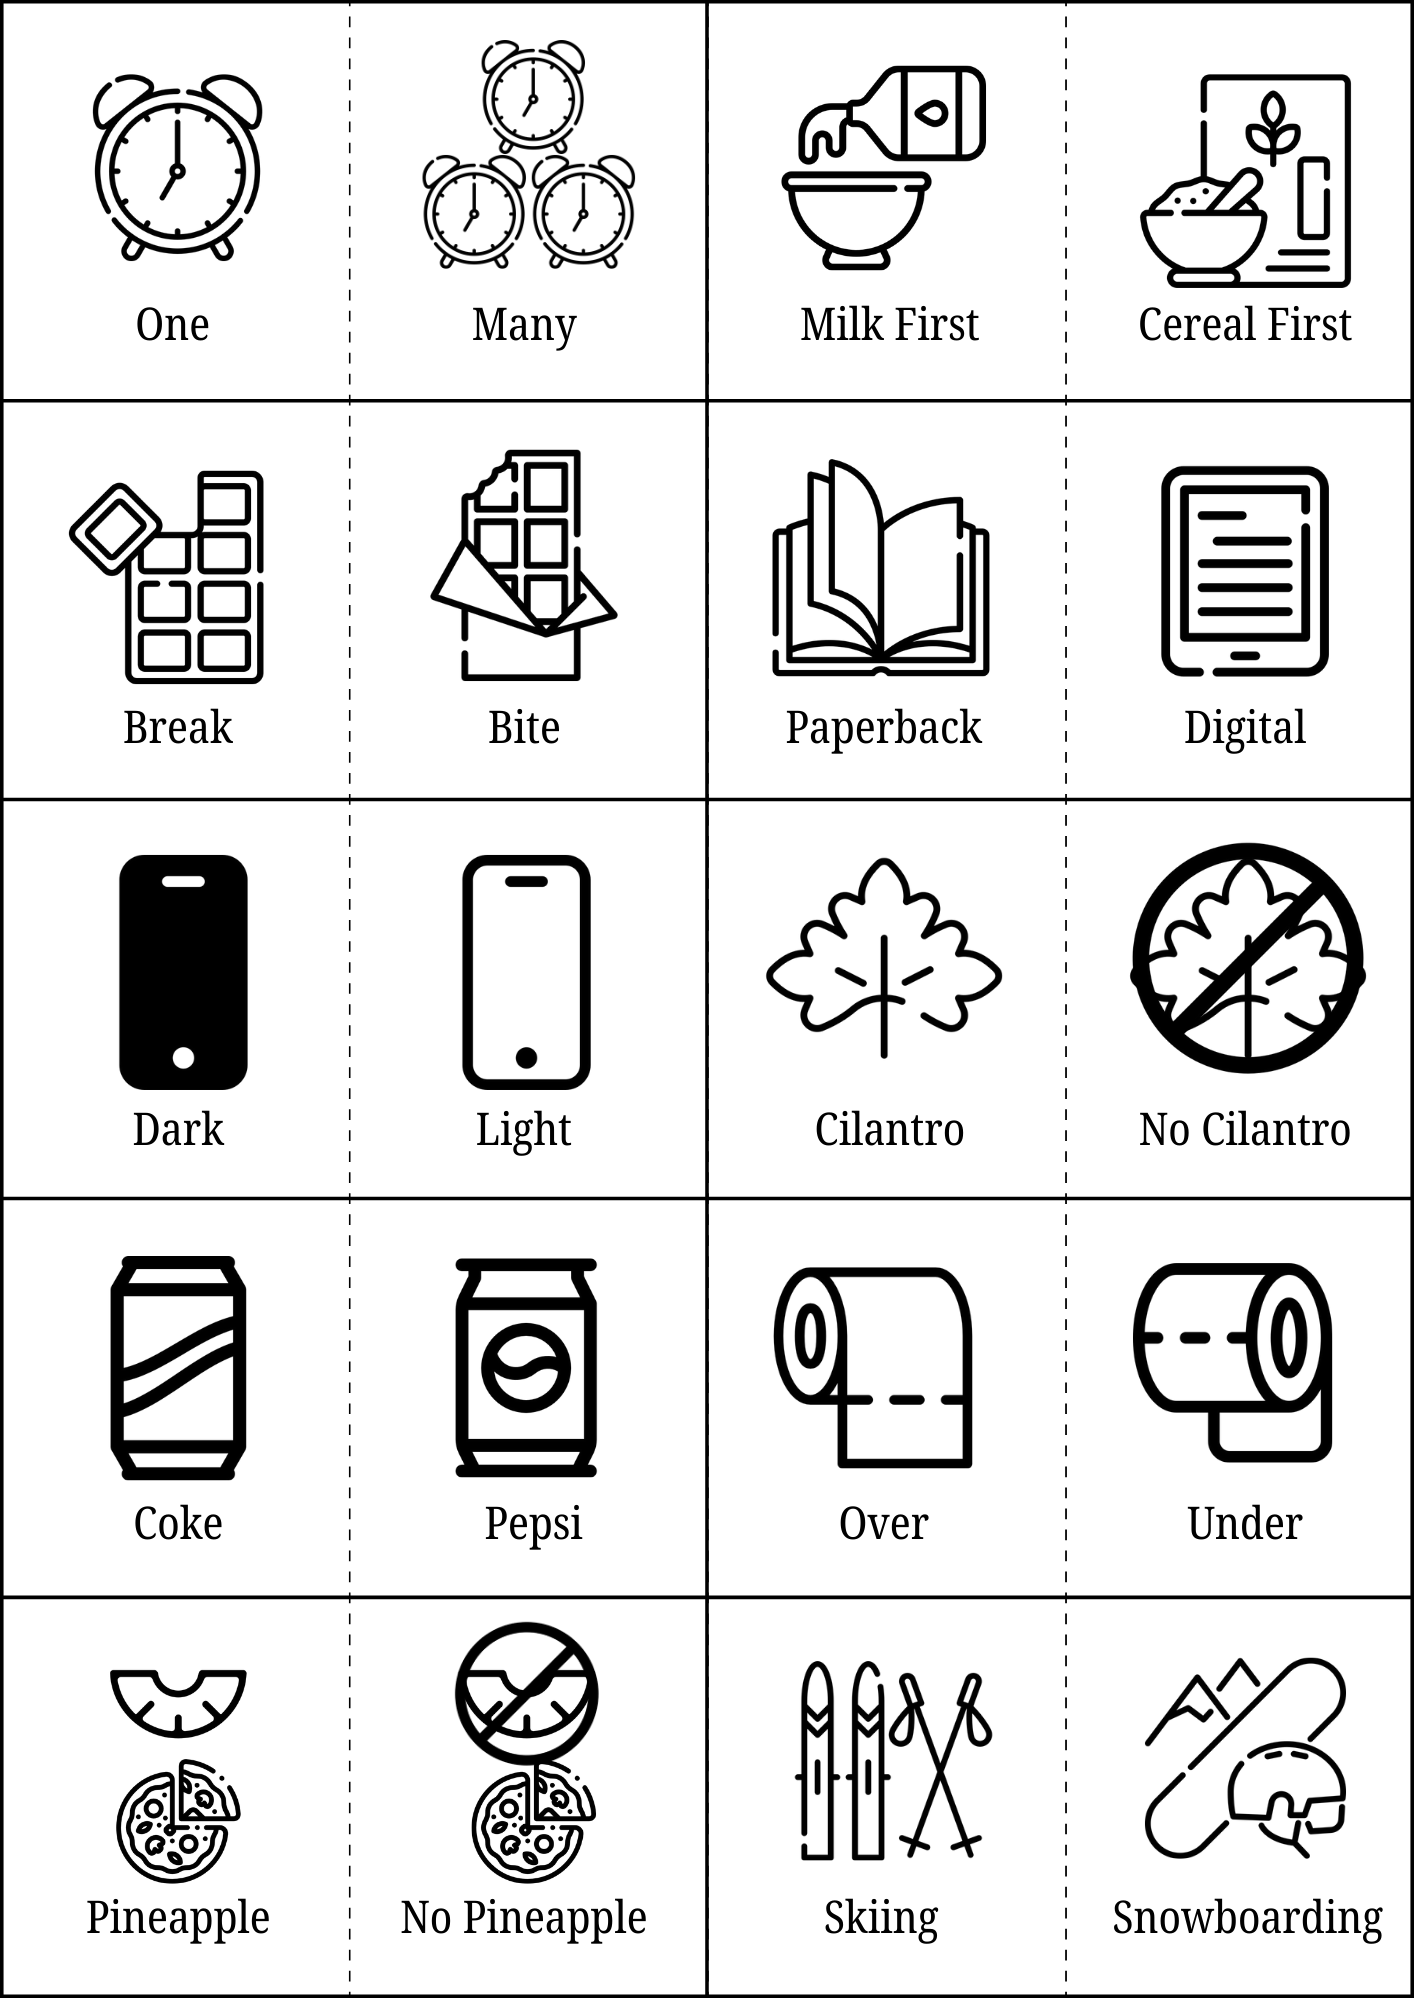 One
Many
Milk First
Cereal First
Break
Bite
Paperback
Digital
Dark
Light
Cilantro
No Cilantro
Coke
Pepsi
Over
Under
Pineapple
No Pineapple
Skiing
Snowboarding